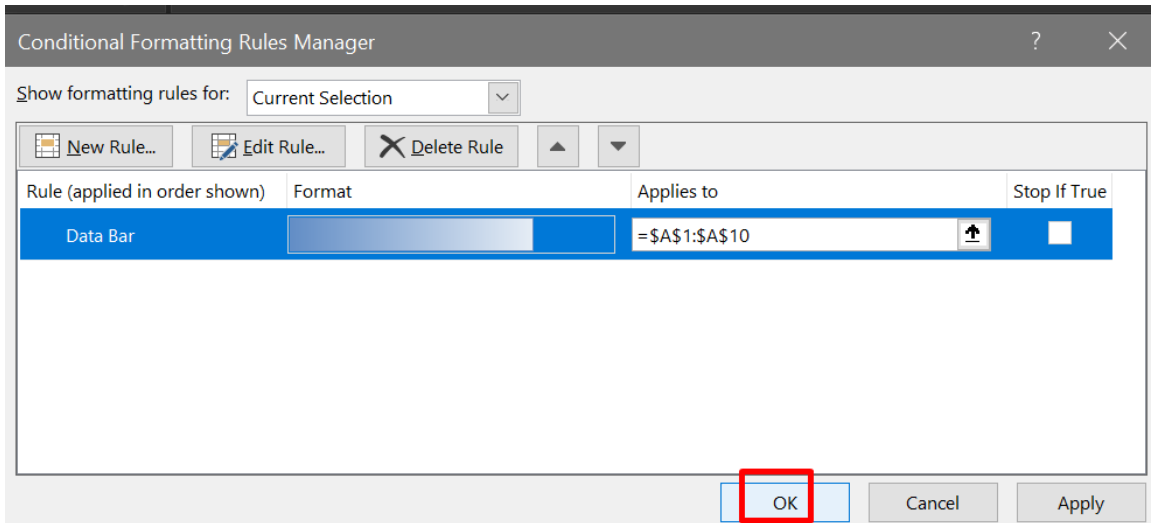 Conditional Formatting Rules Manager ?
Show formatting rules for: Current Selection
New Rule... Edit Rule... Delete Rule
Rule (applied in order shown) Format Applies to Stop If True
Data Bar =$A$1:$A$10
OK Cancel Apply